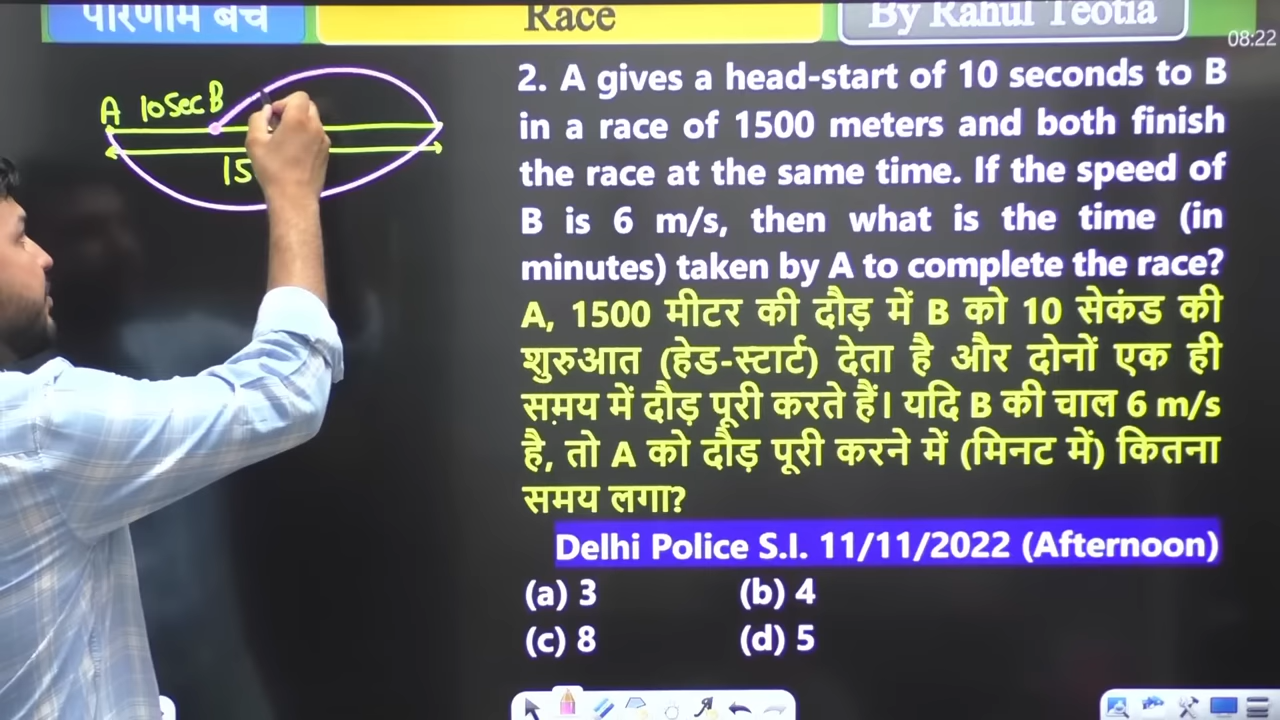 परिणाम बैच
Race
By Rahul Teotia
08:22
A 10Sec B
15
2. A gives a head-start of 10 seconds to B
in a race of 1500 meters and both finish
the race at the same time. If the speed of
B is 6 m/s, then what is the time (in
minutes) taken by A to complete the race?
A, 1500 मीटर की दौड़ में B को 10 सेकंड की
शुरुआत (हेड-स्टार्ट) देता है और दोनों एक ही
समय में दौड़ पूरी करते हैं। यदि B की चाल 6 m/s
है, तो A को दौड़ पूरी करने में (मिनट में) कितना
समय लगा?
Delhi Police S.I. 11/11/2022 (Afternoon)
(a) 3 (b) 4
(c) 8 (d) 5